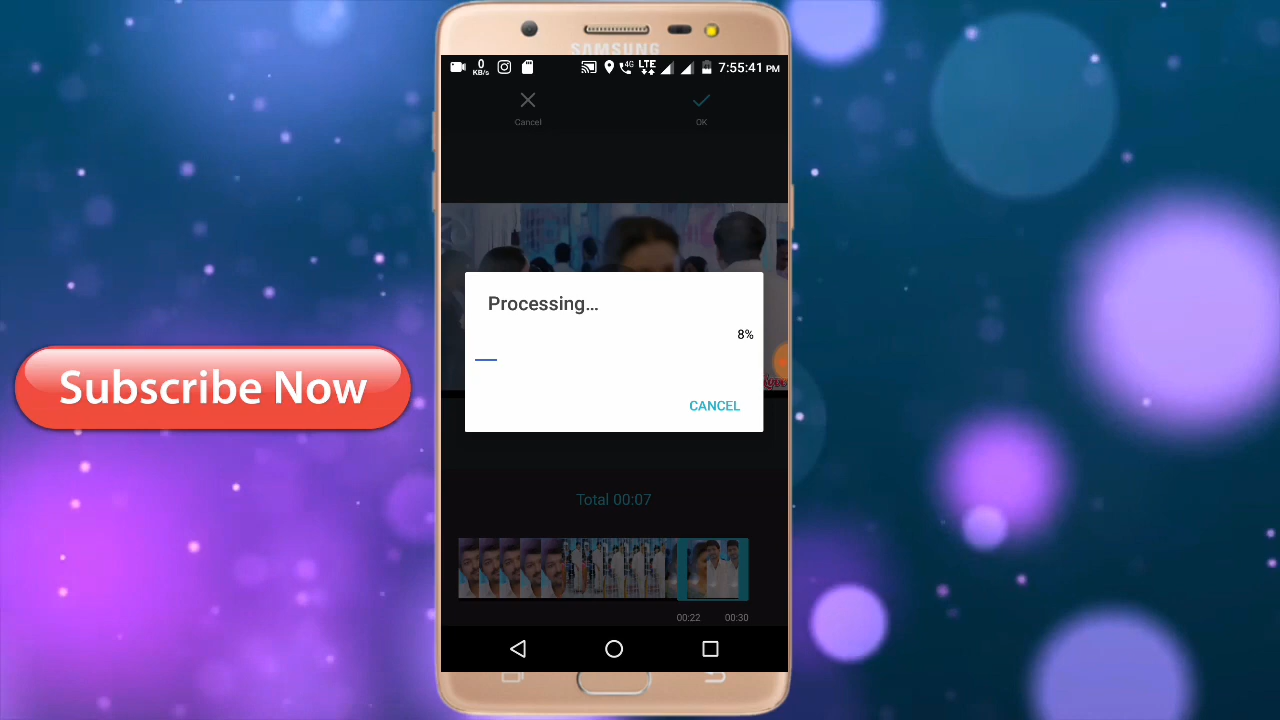 SAMSUNG
0
KB/s
4G
LTE
7:55:41 PM
Cancel
OK
Processing...
8%
CANCEL
Subscribe Now
Total 00:07
00:22
00:30